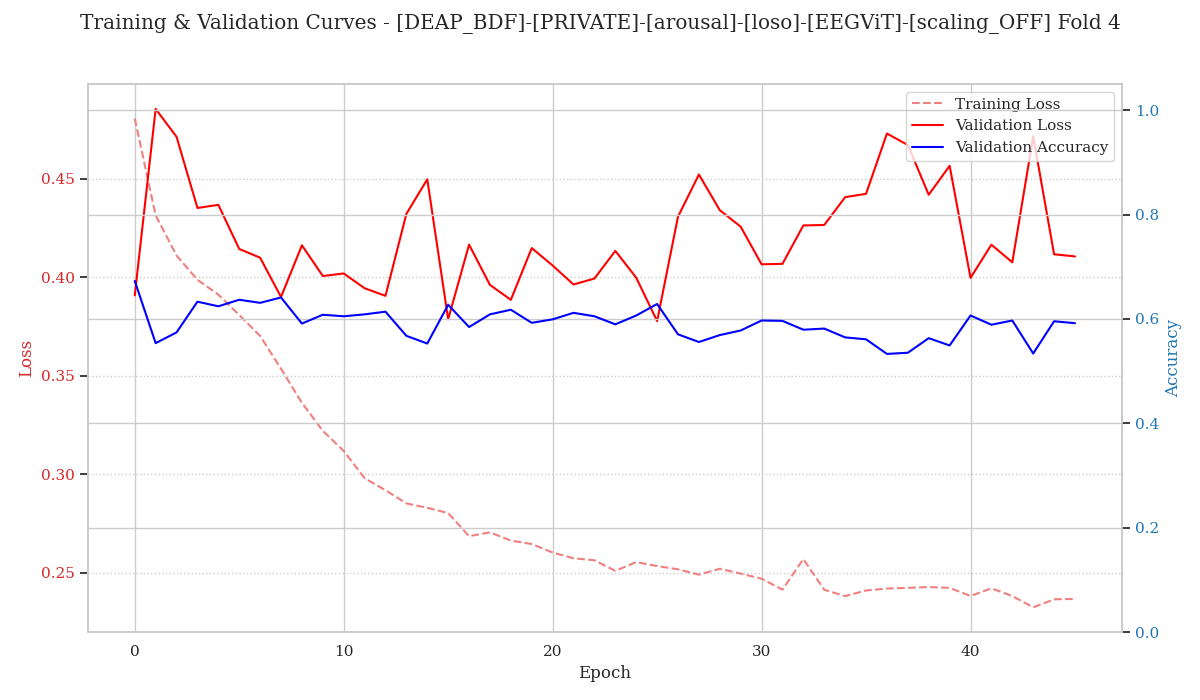 Training & Validation Curves - [DEAP_BDF]-[PRIVATE]-[arousal]-[loso]-[EEGViT]-[scaling_OFF] Fold 4
Training Loss
Validation Loss
Validation Accuracy
Loss
0.45
0.40
0.35
0.30
0.25
1.0
0.8
0.6
0.4
0.2
0.0
Accuracy
0
10
20
30
40
Epoch